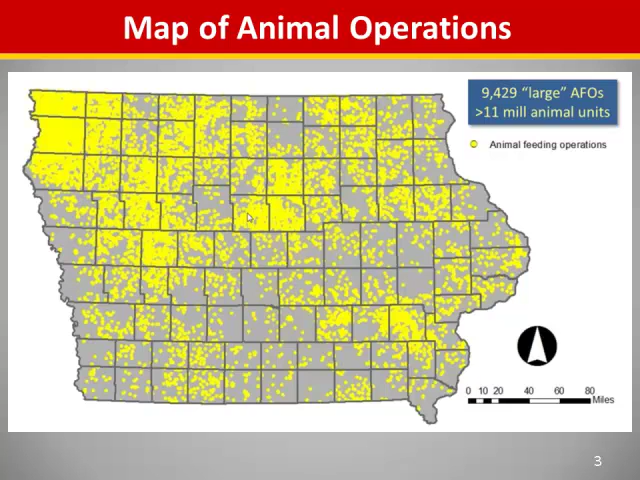 Map of Animal Operations
9,429 “large” AFOs
>11 mill animal units
Animal feeding operations
0 10 20 40 60 80
Miles
3